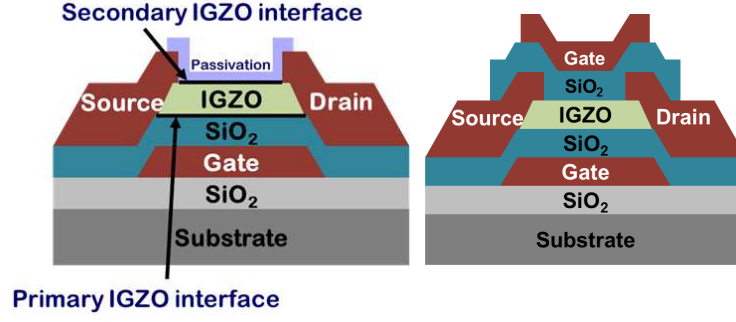 Secondary IGZO interface
Passivation
Source
IGZO
Drain
SiO₂
Gate
SiO₂
Substrate
Primary IGZO interface
Gate
SiO₂
Source
IGZO
Drain
SiO₂
Gate
SiO₂
Substrate